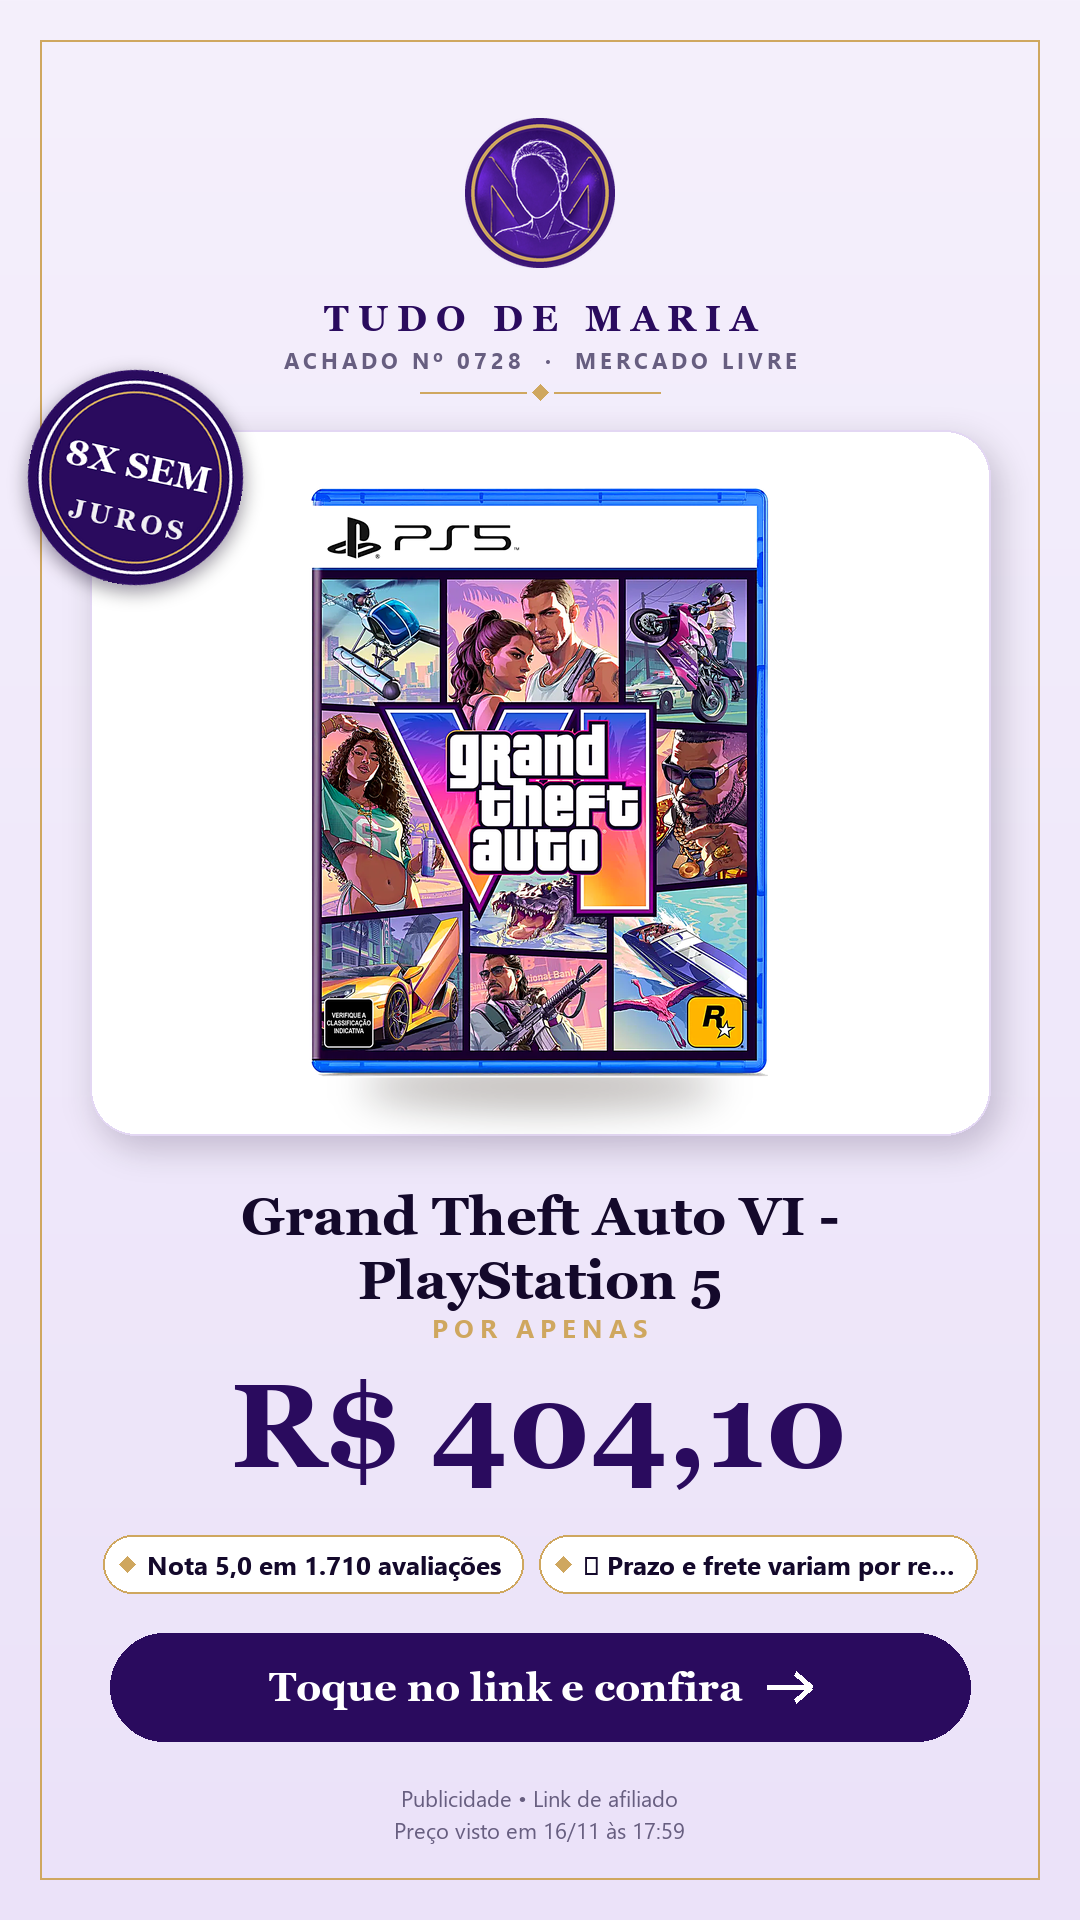 TUDO DE MARIA
ACHADO Nº 0728 · MERCADO LIVRE
8X SEM
JUROS
PS5
grand
theft
auto
VI
VERIFIQUE A
CLASSIFICAÇÃO
INDICATIVA
R
Grand Theft Auto VI -
PlayStation 5
POR APENAS
R$ 404,10
Nota 5,0 em 1.710 avaliações
Prazo e frete variam por re...
Toque no link e confira →
Publicidade • Link de afiliado
Preço visto em 16/11 às 17:59